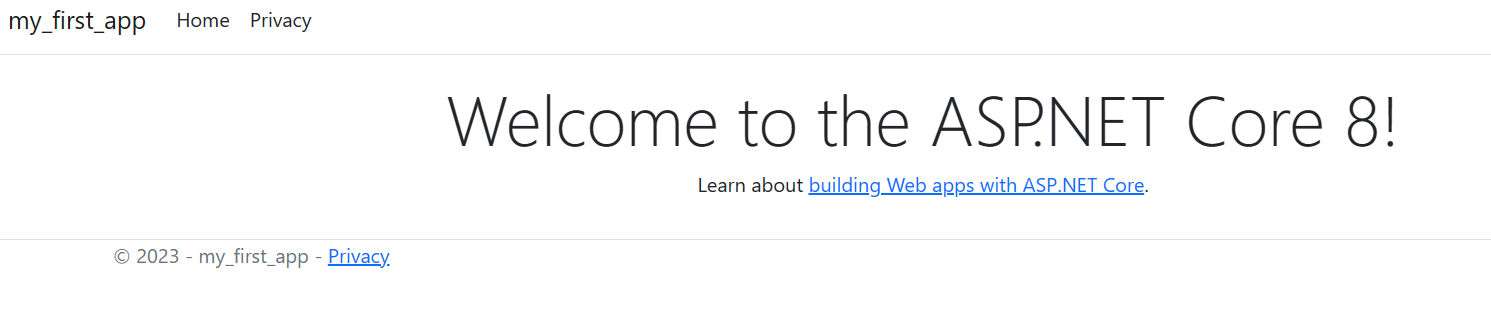 my_first_app Home Privacy
Welcome to the ASP.NET Core 8!
Learn about building Web apps with ASP.NET Core.
© 2023 - my_first_app - Privacy